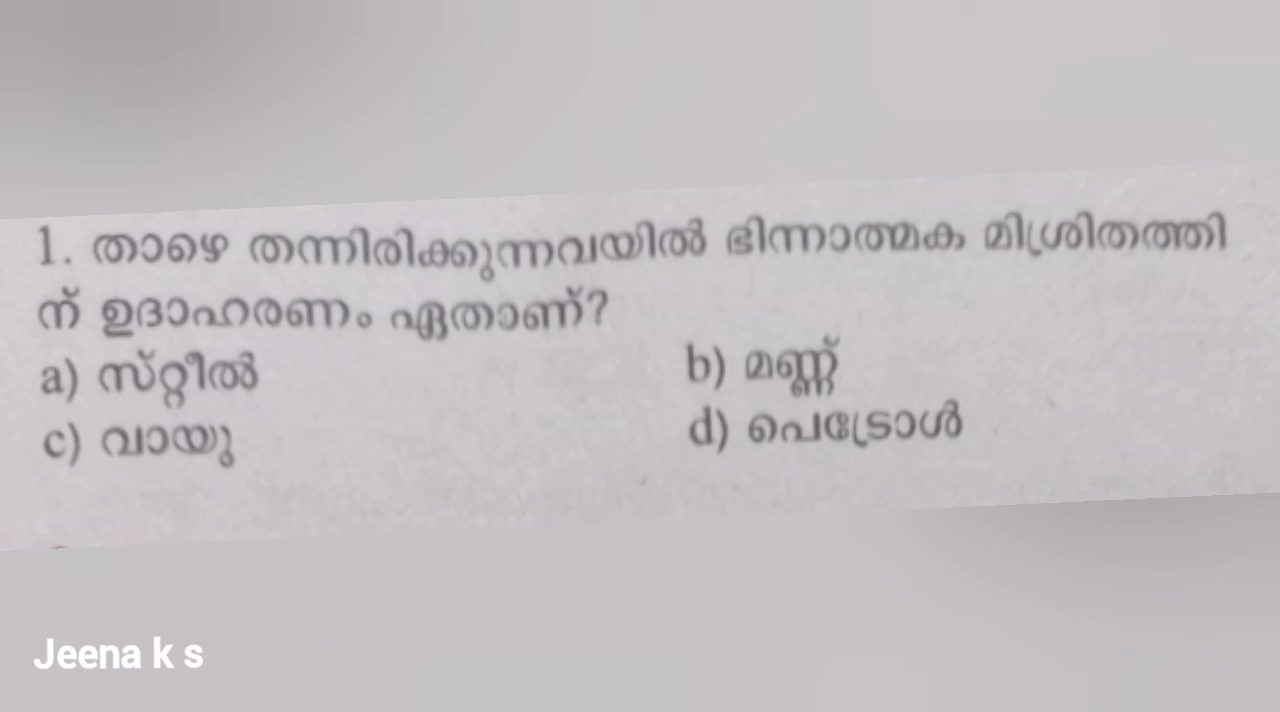 1. താഴെ തന്നിരിക്കുന്നവയിൽ ഭിന്നാത്മക മിശ്രിതത്തി
ന് ഉദാഹരണം ഏതാണ്?
a) സ്റ്റീൽ b) മണ്ണ്
c) വായു d) പെട്രോൾ
Jeena k s